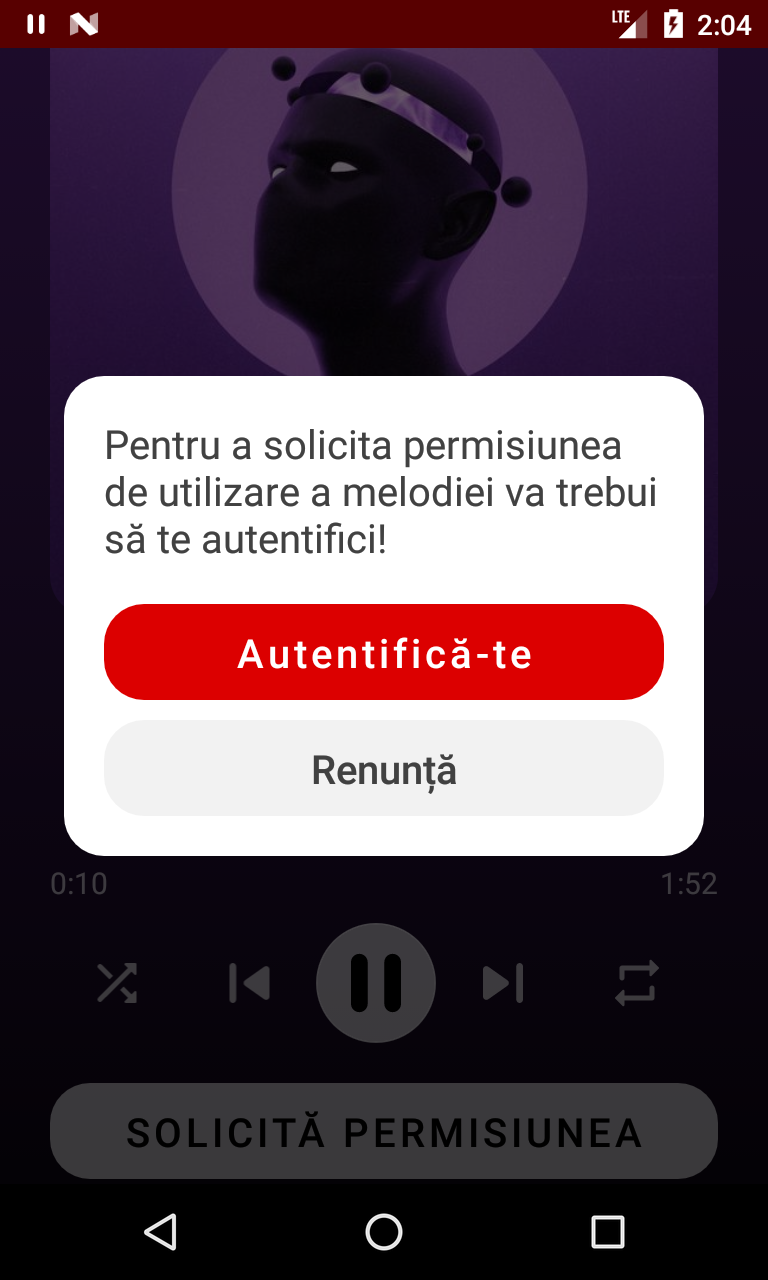 LTE 2:04
Pentru a solicita permisiunea
de utilizare a melodiei va trebui
să te autentifici!
Autentifică-te
Renunță
0:10 1:52
SOLICITĂ PERMISIUNEA